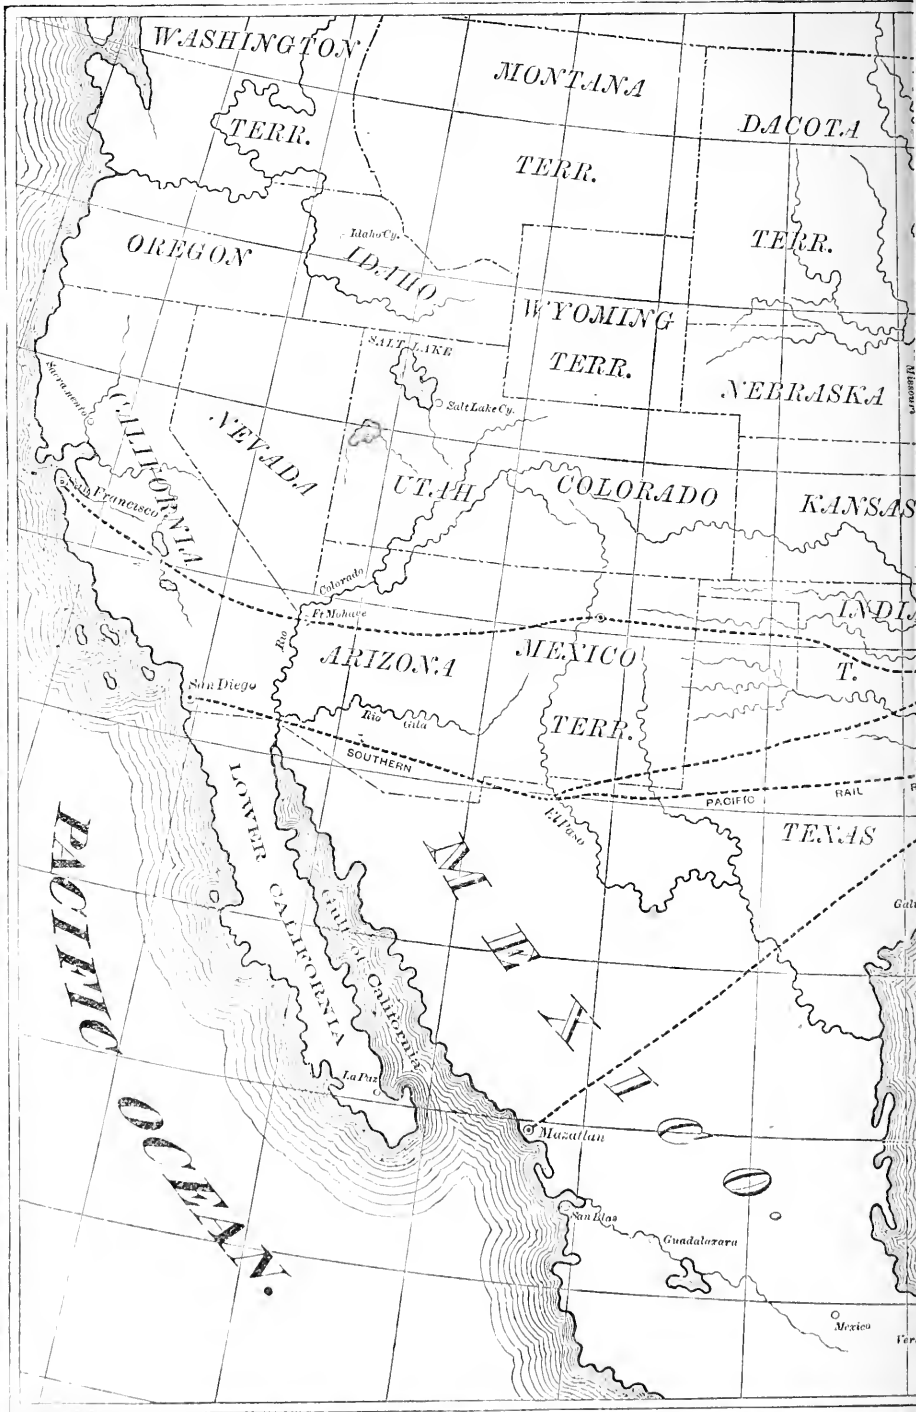 WASHINGTON
TERR.
MONTANA
TERR.
DACOTA
TERR.
OREGON
Idaho Cy.
IDAHO
WYOMING
TERR.
SALT LAKE
Salt Lake Cy.
NEBRASKA
Missouri
Sacramento
CALIFORNIA
San Francisco
NEVADA
UTAH
COLORADO
KANSAS
Colorado
Rio
Ft Mohave
ARIZONA
MEXICO
TERR.
INDIA
T.
San Diego
Rio Gila
SOUTHERN PACIFIC RAIL R
El Paso
TEXAS
Galv
LOWER CALIFORNIA
Gulf of California
PACIFIC
OCEAN.
MEXICO
La Paz
Mazatlan
San Blas
Guadalaxara
Mexico
Ver